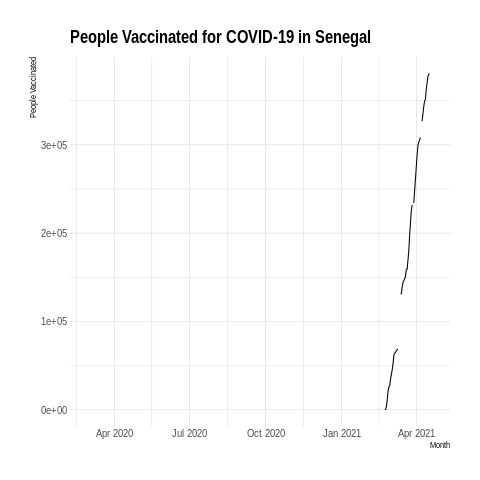 People Vaccinated for COVID-19 in Senegal
People Vaccinated
3e+05
2e+05
1e+05
0e+00
Apr 2020 Jul 2020 Oct 2020 Jan 2021 Apr 2021
Month